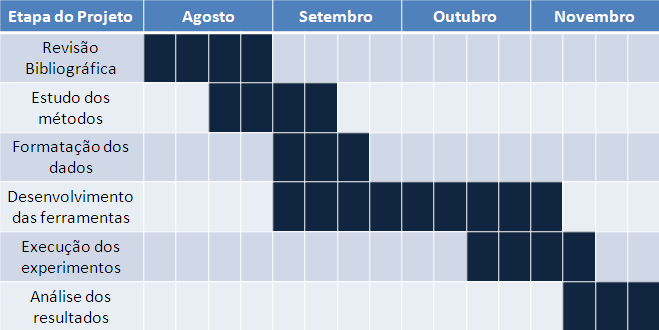 Etapa do Projeto Agosto Setembro Outubro Novembro
Revisão
Bibliográfica
Estudo dos
métodos
Formatação dos
dados
Desenvolvimento
das ferramentas
Execução dos
experimentos
Análise dos
resultados